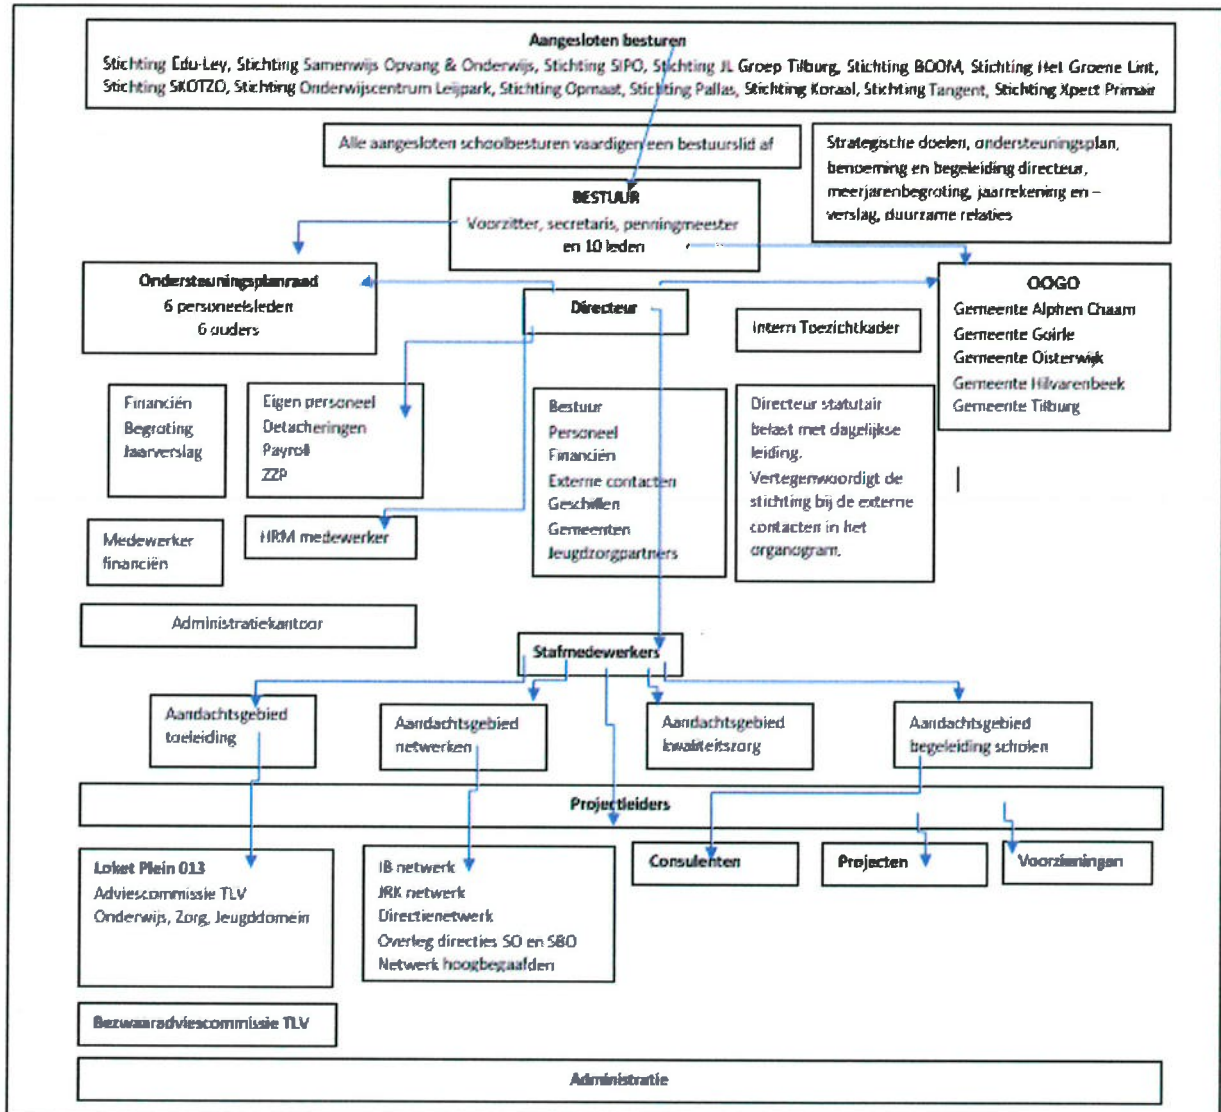 Aangesloten besturen
Stichting Edu-Ley, Stichting Samenwijs Opvang & Onderwijs, Stichting SIPO, Stichting JL Groep Tilburg, Stichting BOOM, Stichting Het Groene Lint,
Stichting SKOTZO, Stichting Onderwijscentrum Leijpark, Stichting Opmaat, Stichting Pallas, Stichting Koraal, Stichting Tangent, Stichting Xpect Primair
Alle aangesloten schoolbesturen vaardigen een bestuurslid af
Strategische doelen, ondersteuningsplan,
benoeming en begeleiding directeur,
meerjarenbegroting, jaarrekening en –
verslag, duurzame relaties
BESTUUR
Voorzitter, secretaris, penningmeester
en 10 leden
Ondersteuningsplanraad
6 personeelsleden
6 ouders
Directeur
Intern Toezichtkader
OOGO
Gemeente Alphen Chaam
Gemeente Goirle
Gemeente Oisterwijk
Gemeente Hilvarenbeek
Gemeente Tilburg
Financiën
Begroting
Jaarverslag
Eigen personeel
Detacheringen
Payroll
ZZP
Bestuur
Personeel
Financiën
Externe contacten
Geschillen
Gemeenten
Jeugdzorgpartners
Directeur statutair
belast met dagelijkse
leiding.
Vertegenwoordigt de
stichting bij de externe
contacten in het
organogram.
Medewerker
financiën
HRM medewerker
Administratiekantoor
Stafmedewerkers
Aandachtsgebied
toeleiding
Aandachtsgebied
netwerken
Aandachtsgebied
kwaliteitszorg
Aandachtsgebied
begeleiding scholen
Projectleiders
Loket Plein 013
Adviescommissie TLV
Onderwijs, Zorg, Jeugddomein
IB netwerk
JRK netwerk
Directienetwerk
Overleg directies SO en SBO
Netwerk hoogbegaafden
Consulenten
Projecten
Voorzieningen
Bezwaaradviescommissie TLV
Administratie